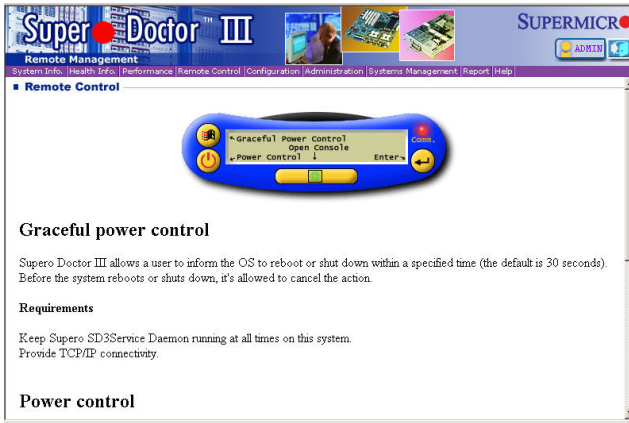 Supero Doctor™ III
SUPERMICR
Remote Management
ADMIN
System Info. |Health Info. |Performance |Remote Control |Configuration |Administration |Systems Management |Report |Help|
Remote Control
Graceful Power Control
Open Console
Power Control ↓ Enter
Comm.
Graceful power control
Supero Doctor III allows a user to inform the OS to reboot or shut down within a specified time (the default is 30 seconds).
Before the system reboots or shuts down, it's allowed to cancel the action.
Requirements
Keep Supero SD3Service Daemon running at all times on this system.
Provide TCP/IP connectivity.
Power control